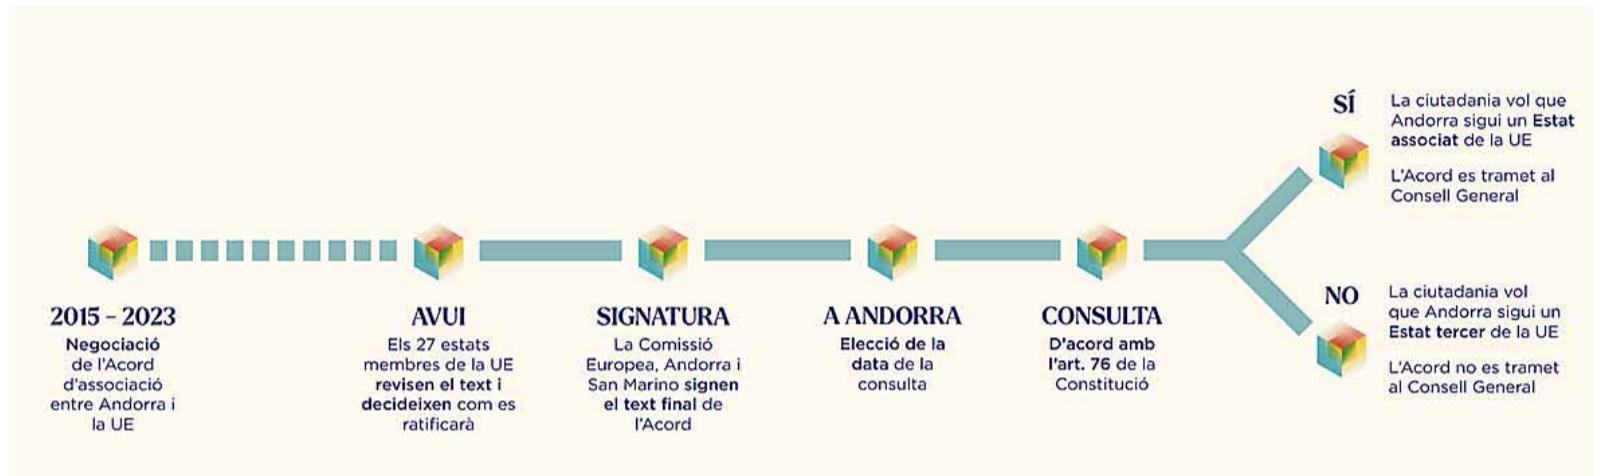 2015 – 2023
Negociació
de l'Acord
d'associació
entre Andorra i
la UE
AVUI
Els 27 estats
membres de la UE
revisen el text i
decideixen com es
ratificarà
SIGNATURA
La Comissió
Europea, Andorra i
San Marino signen
el text final de
l'Acord
A ANDORRA
Elecció de la
data de la
consulta
CONSULTA
D'acord amb
l'art. 76 de la
Constitució
SÍ
La ciutadania vol que
Andorra sigui un Estat
associat de la UE
L'Acord es tramet al
Consell General
NO
La ciutadania vol
que Andorra sigui un
Estat tercer de la UE
L'Acord no es tramet
al Consell General